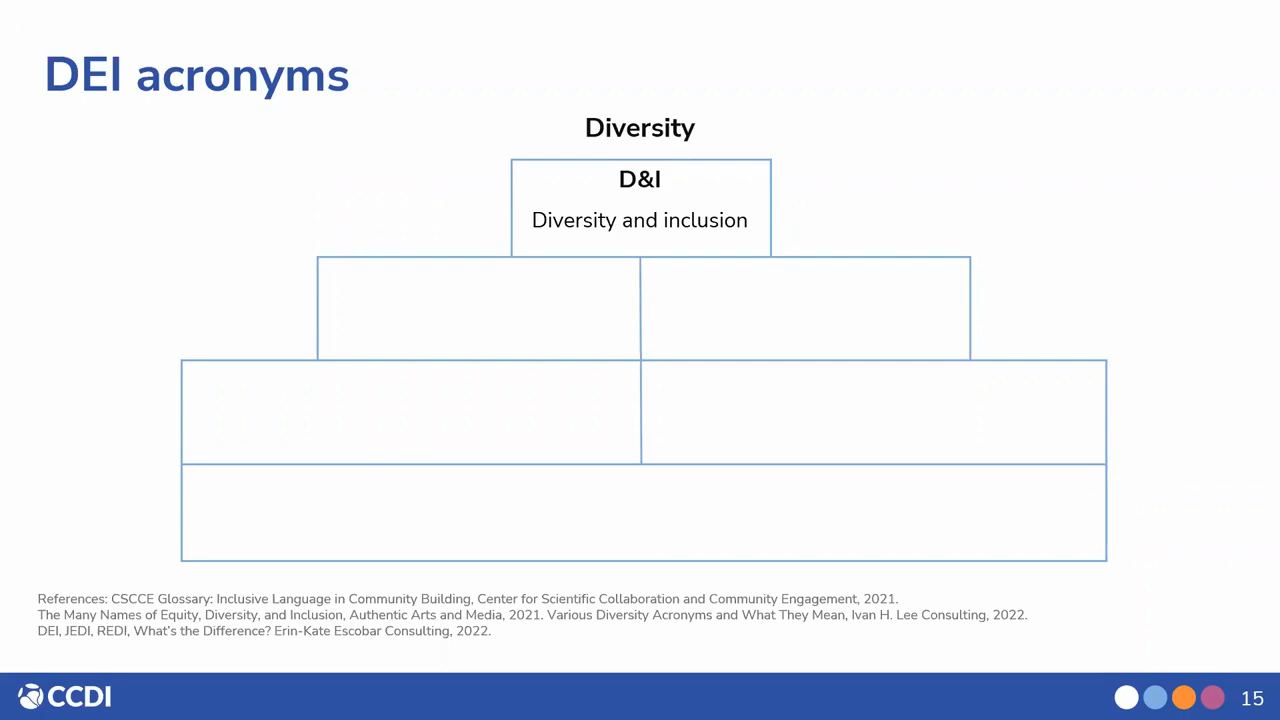 DEI acronyms
Diversity
D&I
Diversity and inclusion
References: CSCCE Glossary: Inclusive Language in Community Building, Center for Scientific Collaboration and Community Engagement, 2021.
The Many Names of Equity, Diversity, and Inclusion, Authentic Arts and Media, 2021. Various Diversity Acronyms and What They Mean, Ivan H. Lee Consulting, 2022.
DEI, JEDI, REDI, What's the Difference? Erin-Kate Escobar Consulting, 2022.
CCDI
15